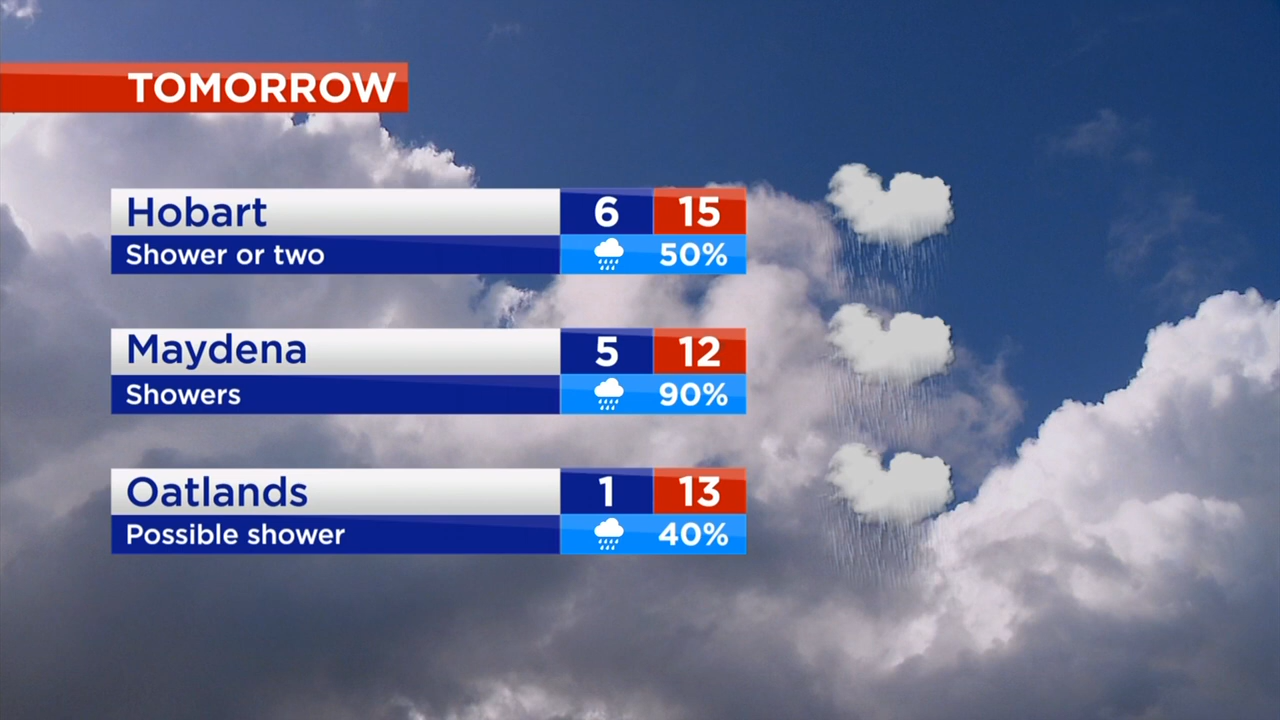 TOMORROW
Hobart 6 15
Shower or two 50%
Maydena 5 12
Showers 90%
Oatlands 1 13
Possible shower 40%